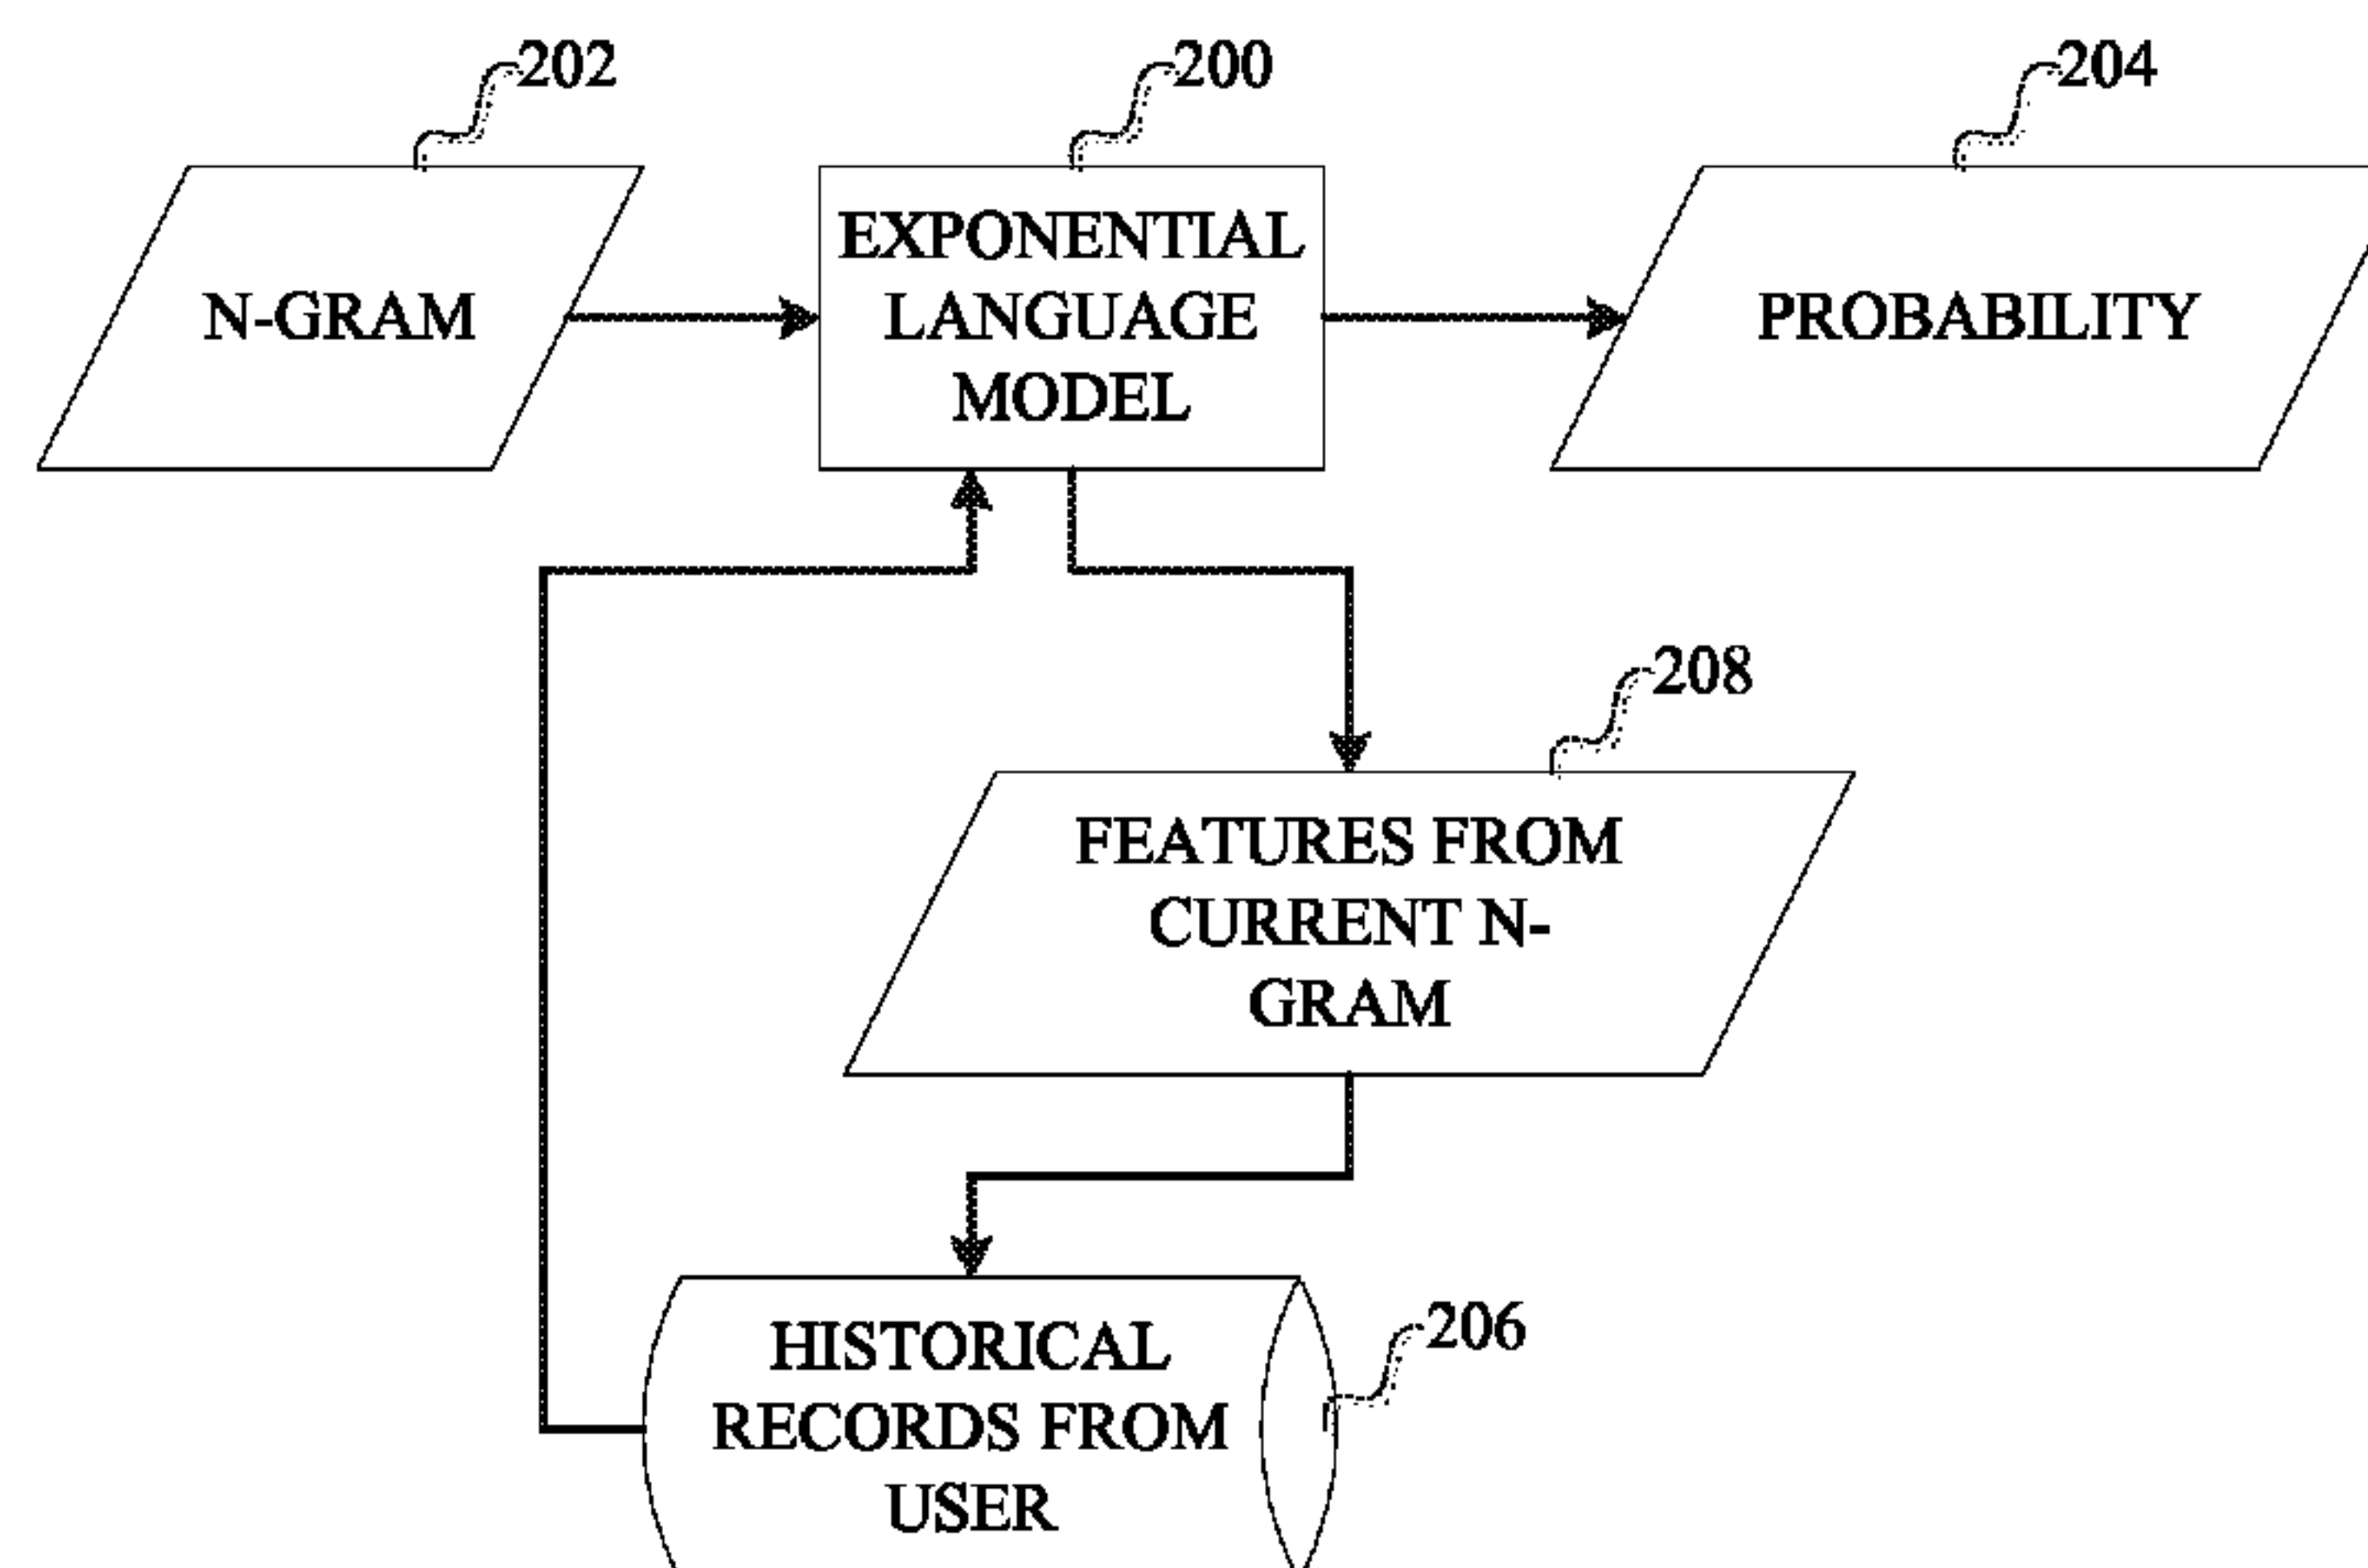 202
200
204
N-GRAM
EXPONENTIAL
LANGUAGE
MODEL
PROBABILITY
208
FEATURES FROM
CURRENT N-
GRAM
HISTORICAL
RECORDS FROM
USER
206